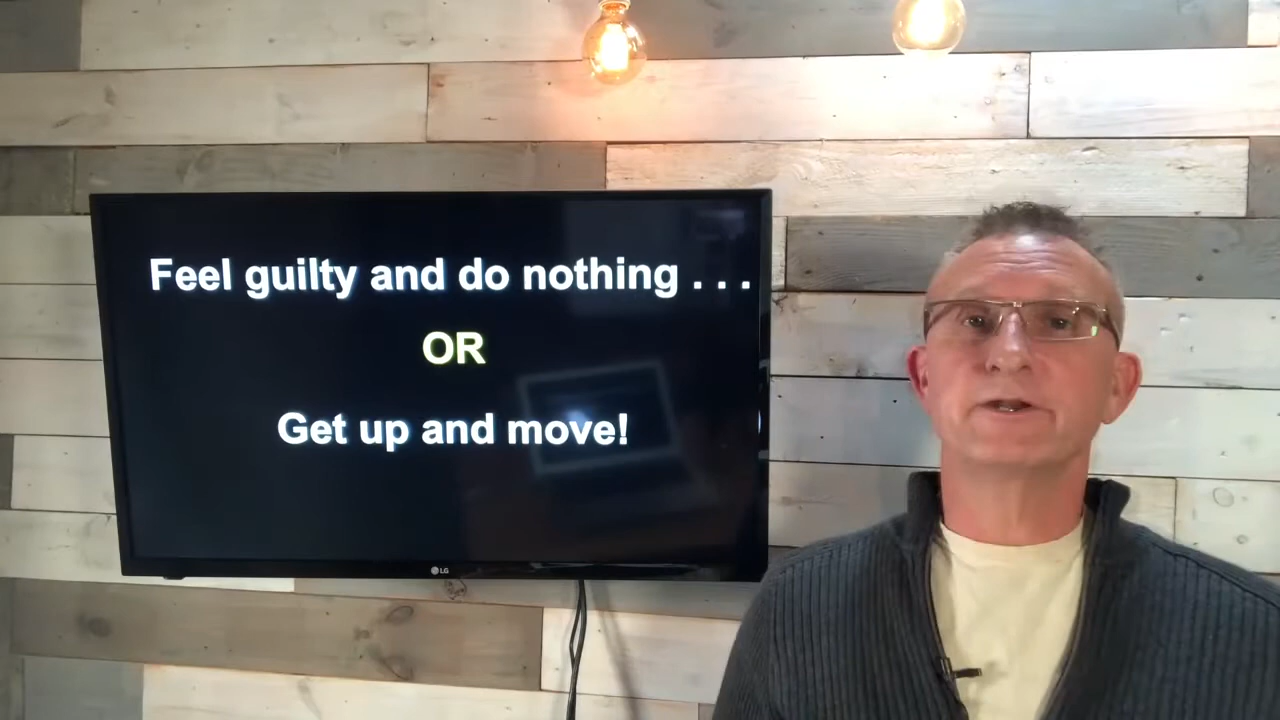 Feel guilty and do nothing . . .
OR
Get up and move!
LG